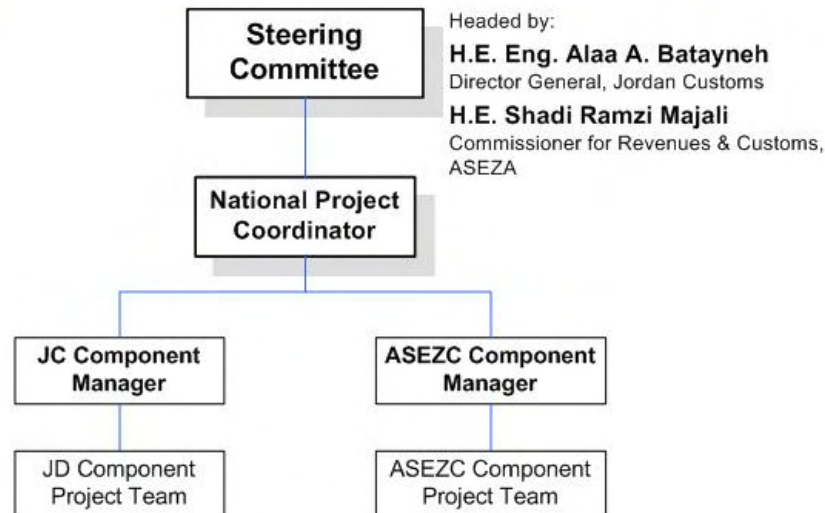 Steering
Committee
Headed by:
H.E. Eng. Alaa A. Batayneh
Director General, Jordan Customs
H.E. Shadi Ramzi Majali
Commissioner for Revenues & Customs,
ASEZA
National Project
Coordinator
JC Component
Manager
ASEZC Component
Manager
JD Component
Project Team
ASEZC Component
Project Team